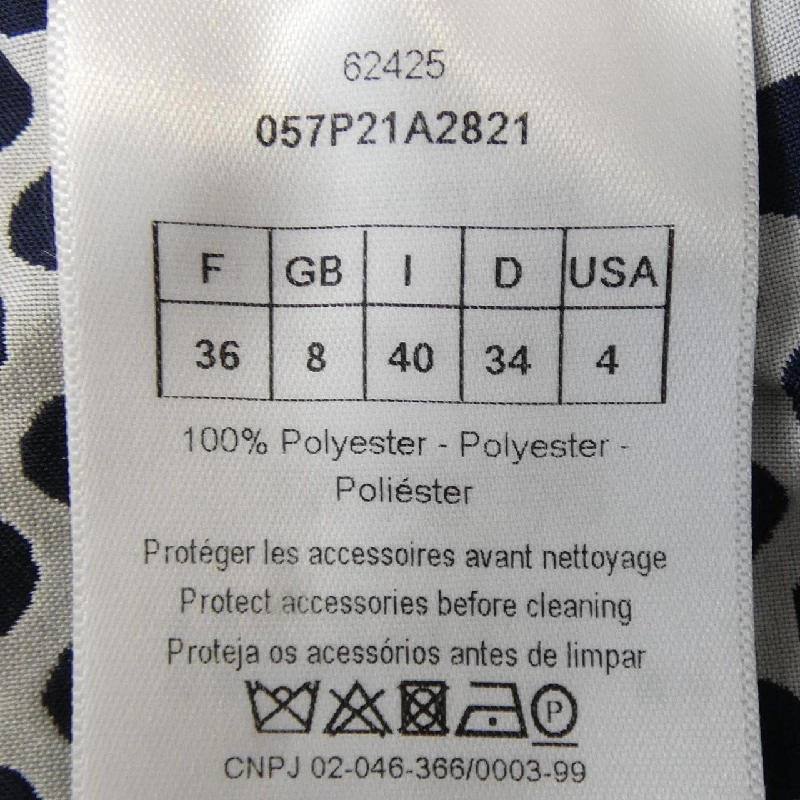 62425
057P21A2821
F GB I D USA
36 8 40 34 4
100% Polyester - Polyester -
Poliéster
Protéger les accessoires avant nettoyage
Protect accessories before cleaning
Proteja os acessórios antes de limpar
P
CNPJ 02-046-366/0003-99